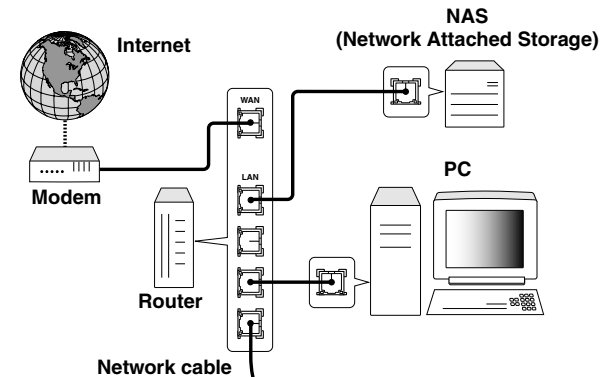 NAS
(Network Attached Storage)
Internet
WAN
LAN
Modem
PC
Router
Network cable